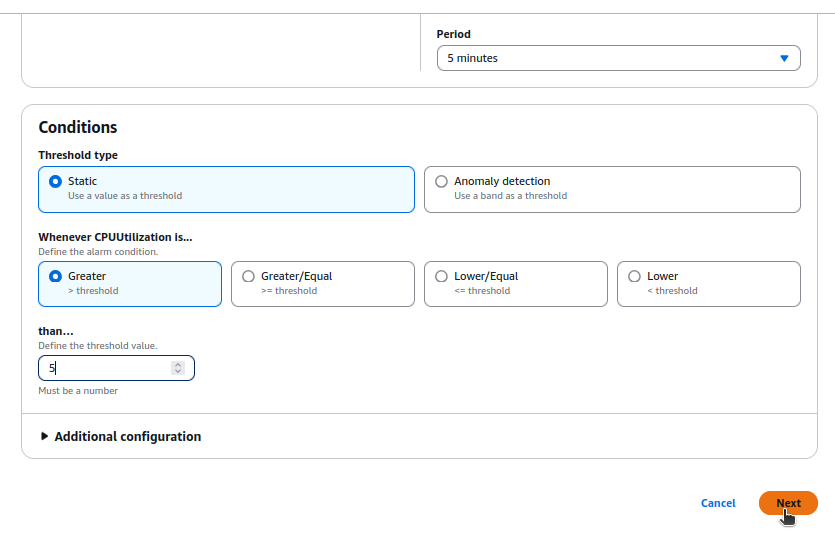 Period
5 minutes
Conditions
Threshold type
Static
Use a value as a threshold
Anomaly detection
Use a band as a threshold
Whenever CPUUtilization is...
Define the alarm condition.
Greater
> threshold
Greater/Equal
>= threshold
Lower/Equal
<= threshold
Lower
< threshold
than...
Define the threshold value.
5
Must be a number
Additional configuration
Cancel
Next